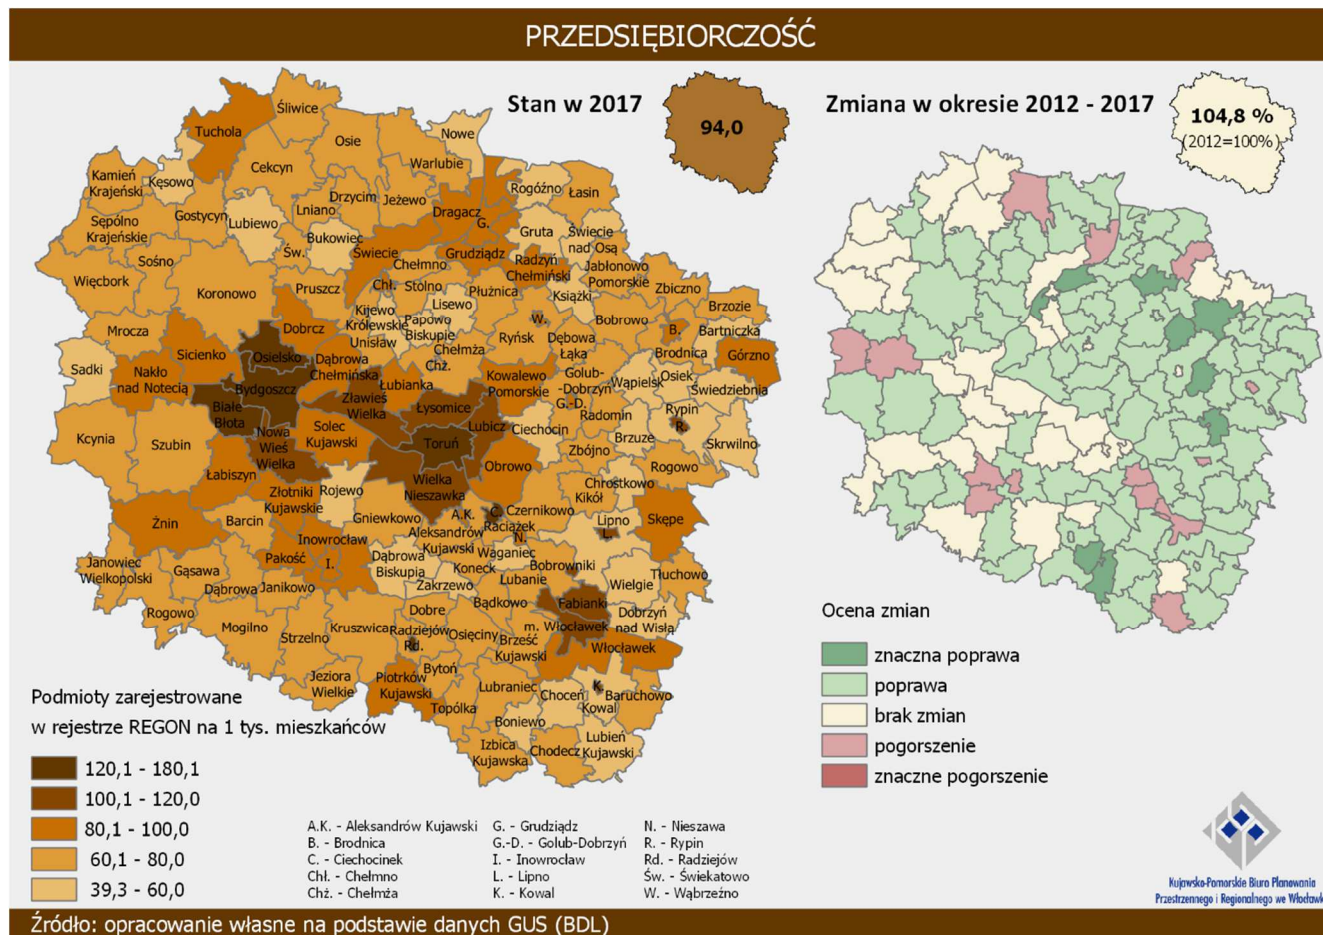 PRZEDSIĘBIORCZOŚĆ
Stan w 2017
94,0
Zmiana w okresie 2012 - 2017
104,8 %
(2012=100%)
Śliwice
Tuchola
Nowe
Osie
Warlubie
Cekcyn
Kamień
Krajeński
Kęsowo
Rogóźno
Łasin
Drzycim
Jeżewo
Dragacz
Gostycyn
Lniano
Sępólno
Krajeńskie
Lubiewo
G.
Bukowiec
Gruta
Świecie
nad Osą
Św.
Świecie
Grudziądz
Radzyń
Chełmiński
Sośno
Chełmno
Jabłonowo
Pomorskie
Więcbork
Koronowo
Pruszcz
Chł.
Stolno
Płużnica
Zbiczno
Książki
Lisewo
Brzozie
Kijewo
Królewskie
Papowo
Biskupie
W.
Bobrowo
B.
Bartniczka
Mrocza
Dobrcz
Unisław
Ryńsk
Dębowa
Łąka
Sicienko
Osielsko
Chełmża
Brodnica
Górzno
Sadki
Dąbrowa
Chełmińska
Chż.
Nakło
nad Notecią
Golub-
-Dobrzyń
Osiek
Bydgoszcz
Łubianka
Kowalewo
Pomorskie
Wąpielsk
Świedziebnia
Zławieś
Wielka
G.-D.
Białe
Błota
Łysomice
Rypin
Radomin
Lubicz
R.
Solec
Kujawski
Ciechocin
Kcynia
Szubin
Nowa
Wieś
Wielka
Toruń
Brzuze
Skrwilno
Zbójno
Obrowo
Rogowo
Łabiszyn
Wielka
Nieszawka
Chrostkowo
Złotniki
Kujawskie
Rojewo
Kikół
Czernikowo
C.
Żnin
Barcin
Gniewkowo
A.K.
Raciążek
Lipno
Skępe
Aleksandrów
Kujawski
N.
L.
Inowrocław
Waganiec
Janowiec
Wielkopolski
Pakość
I.
Dąbrowa
Biskupia
Koneck
Bobrowniki
Gąsawa
Zakrzewo
Lubanie
Wielgie
Tłuchowo
Dąbrowa
Janikowo
Bądkowo
Fabianki
Rogowo
Dobre
Dobrzyń
nad Wisłą
Mogilno
Kruszwica
m. Włocławek
Strzelno
Radziejów
Osięciny
Brześć
Kujawski
Rd.
Włocławek
Bytoń
Jeziora
Wielkie
Piotrków
Kujawski
Lubraniec
K.
Choceń
Baruchowo
Topólka
Kowal
Boniewo
Lubień
Kujawski
Izbica
Kujawska
Chodecz
Podmioty zarejestrowane
w rejestrze REGON na 1 tys. mieszkańców
120,1 - 180,1
100,1 - 120,0
80,1 - 100,0
60,1 - 80,0
39,3 - 60,0
A.K. - Aleksandrów Kujawski
B. - Brodnica
C. - Ciechocinek
Chł. - Chełmno
Chż. - Chełmża
G. - Grudziądz
G.-D. - Golub-Dobrzyń
I. - Inowrocław
L. - Lipno
K. - Kowal
N. - Nieszawa
R. - Rypin
Rd. - Radziejów
Św. - Świekatowo
W. - Wąbrzeźno
Ocena zmian
znaczna poprawa
poprawa
brak zmian
pogorszenie
znaczne pogorszenie
Kujawsko-Pomorskie Biuro Planowania
Przestrzennego i Regionalnego we Włocławku
Źródło: opracowanie własne na podstawie danych GUS (BDL)